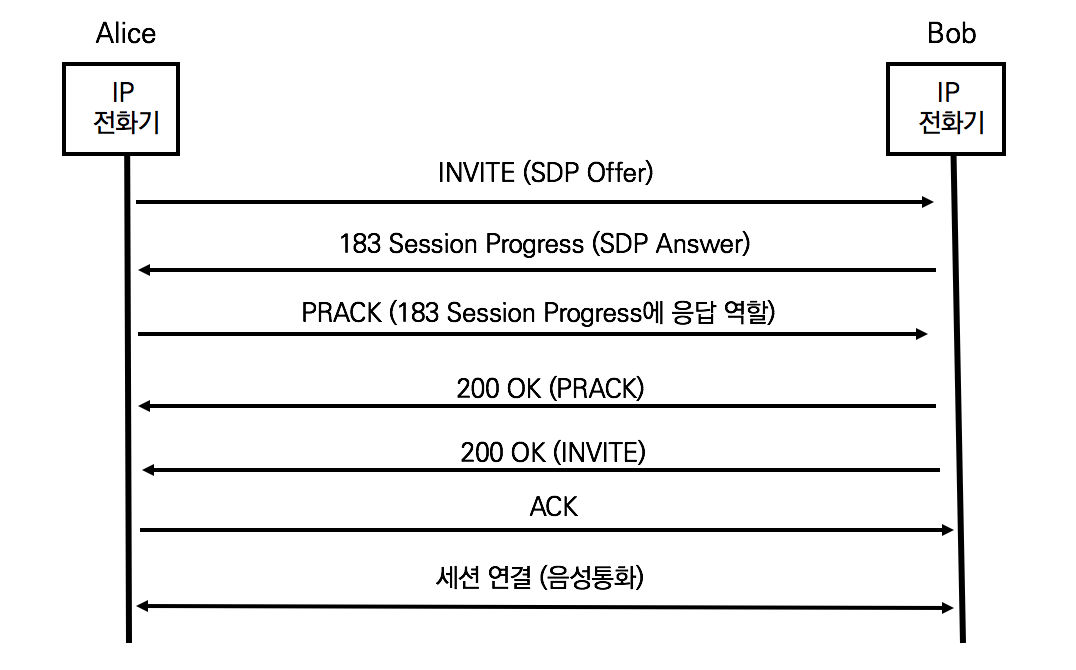 Alice
Bob
IP
전화기
IP
전화기
INVITE (SDP Offer)
183 Session Progress (SDP Answer)
PRACK (183 Session Progress에 응답 역할)
200 OK (PRACK)
200 OK (INVITE)
ACK
세션 연결 (음성통화)